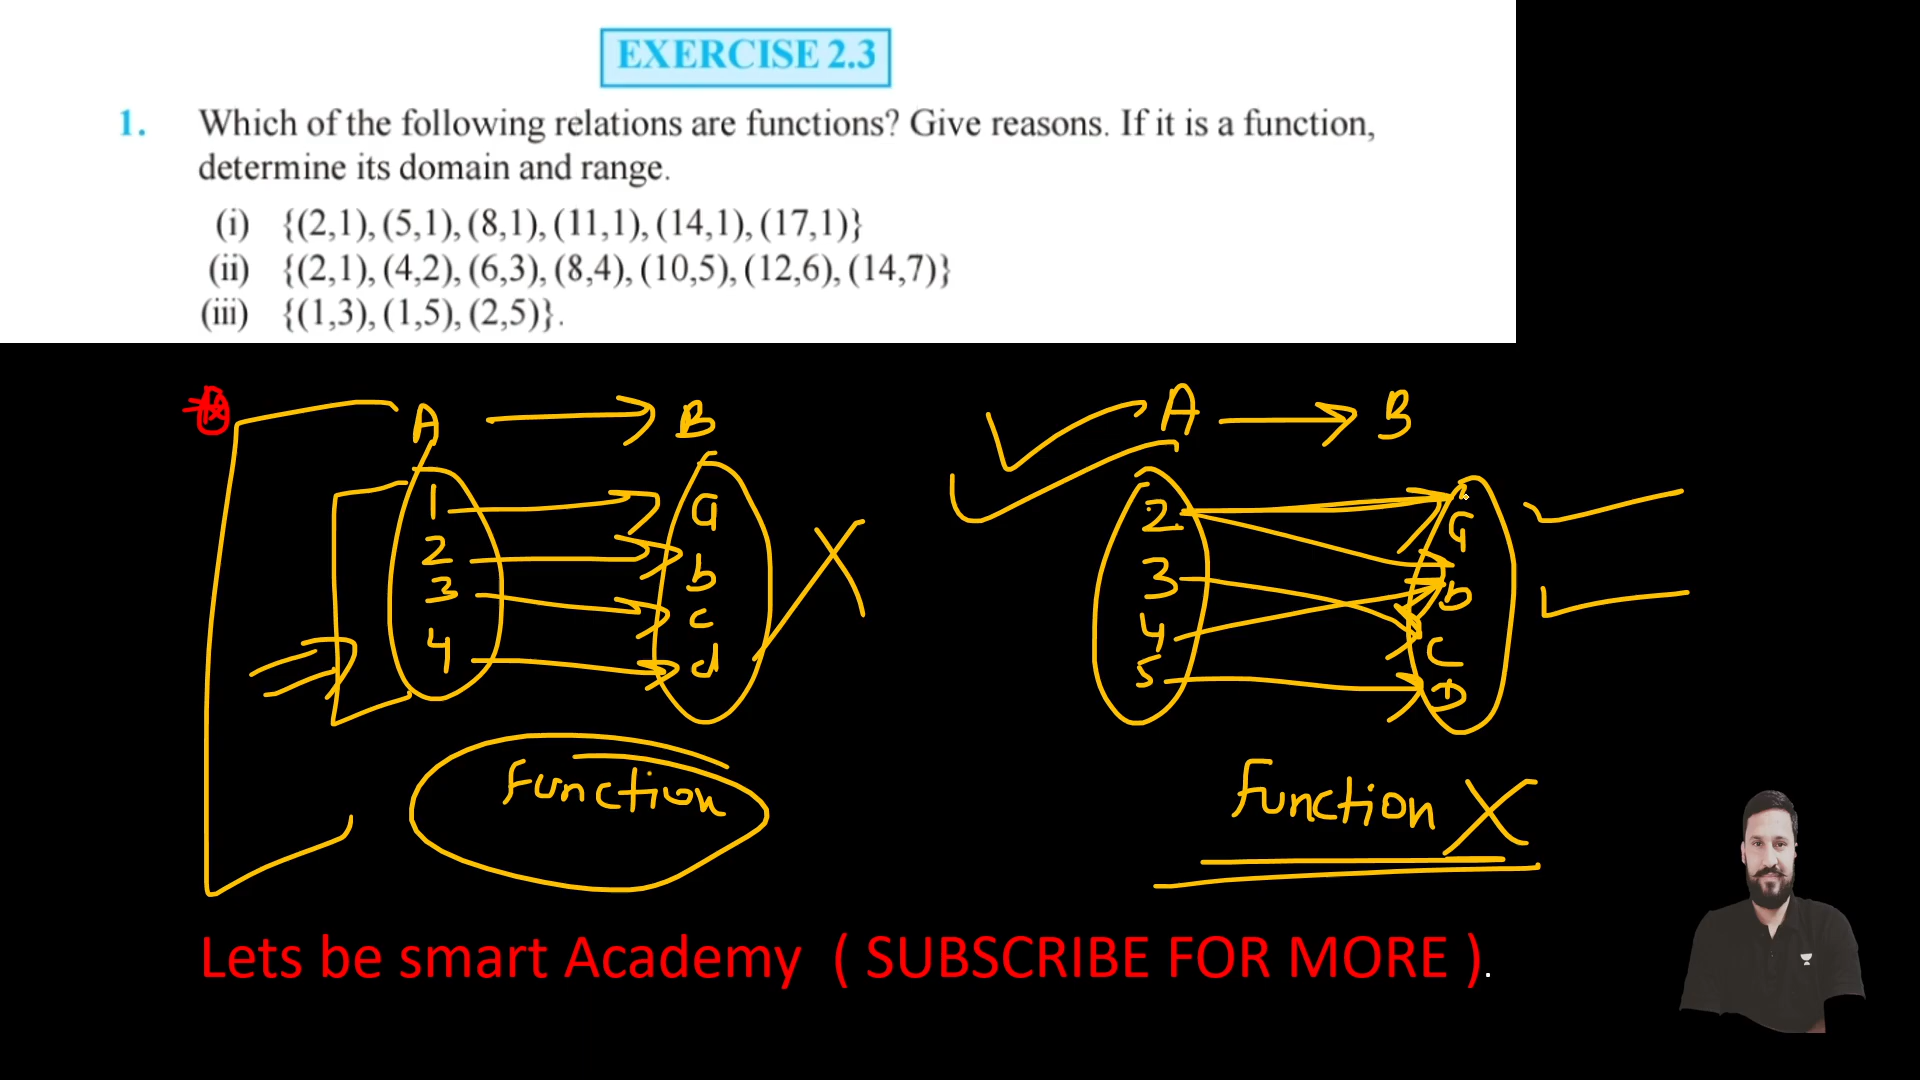 EXERCISE 2.3
1. Which of the following relations are functions? Give reasons. If it is a function,
determine its domain and range.
(i) {(2,1), (5,1), (8,1), (11,1), (14,1), (17,1)}
(ii) {(2,1), (4,2), (6,3), (8,4), (10,5), (12,6), (14,7)}
(iii) {(1,3), (1,5), (2,5)}.
A → B
1 a
2 b
3 c
4 d
Function
A → B
2
3 b
4 C
5 D
Function X
Lets be smart Academy ( SUBSCRIBE FOR MORE ).